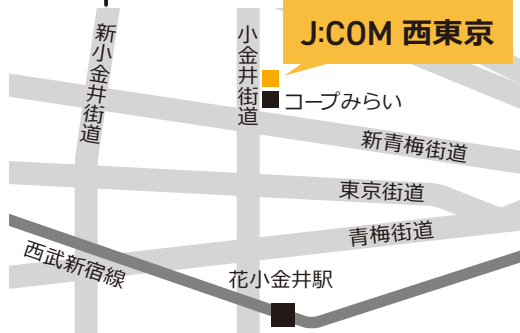 J:COM 西東京
新小金井街道
小金井街道
コープみらい
新青梅街道
東京街道
青梅街道
西武新宿線
花小金井駅